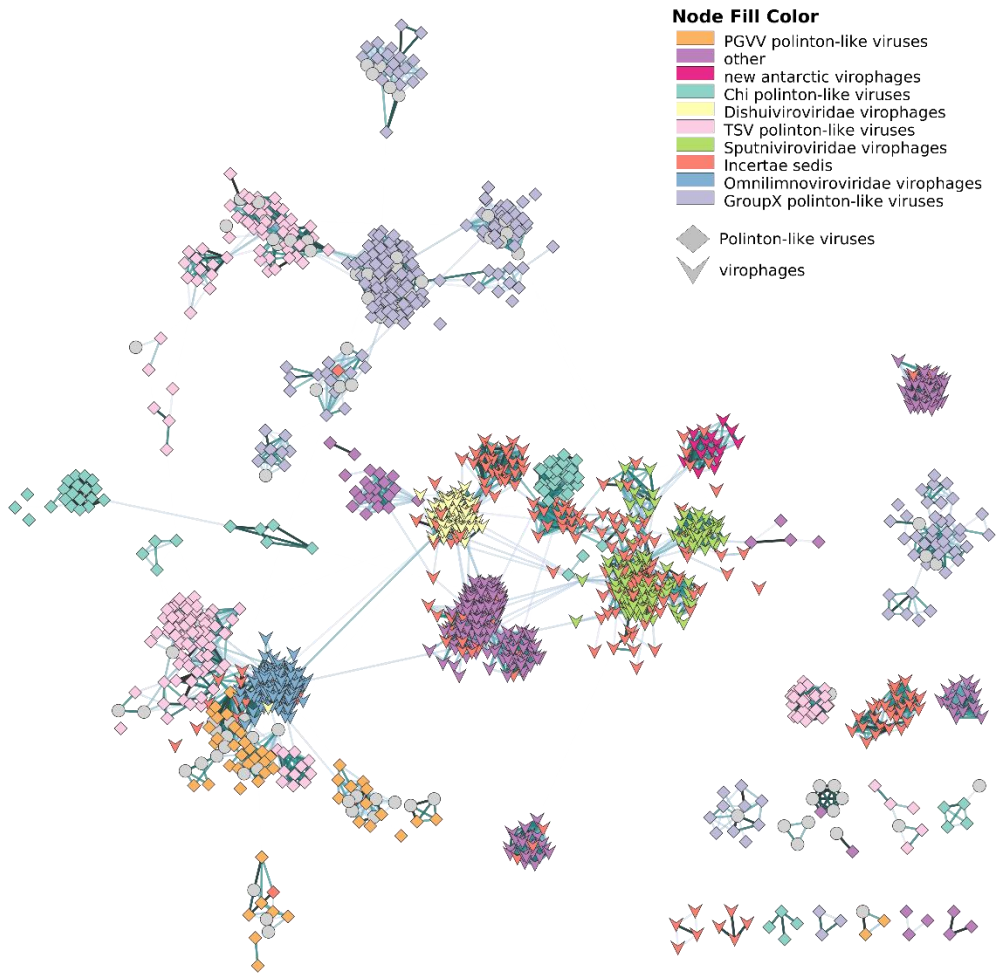 Node Fill Color
PGVV polinton-like viruses
other
new antarctic virophages
Chi polinton-like viruses
Dishuiviroviridae virophages
TSV polinton-like viruses
Sputniviroviridae virophages
Incertae sedis
Omnilimnoviroviridae virophages
GroupX polinton-like viruses
Polinton-like viruses
virophages